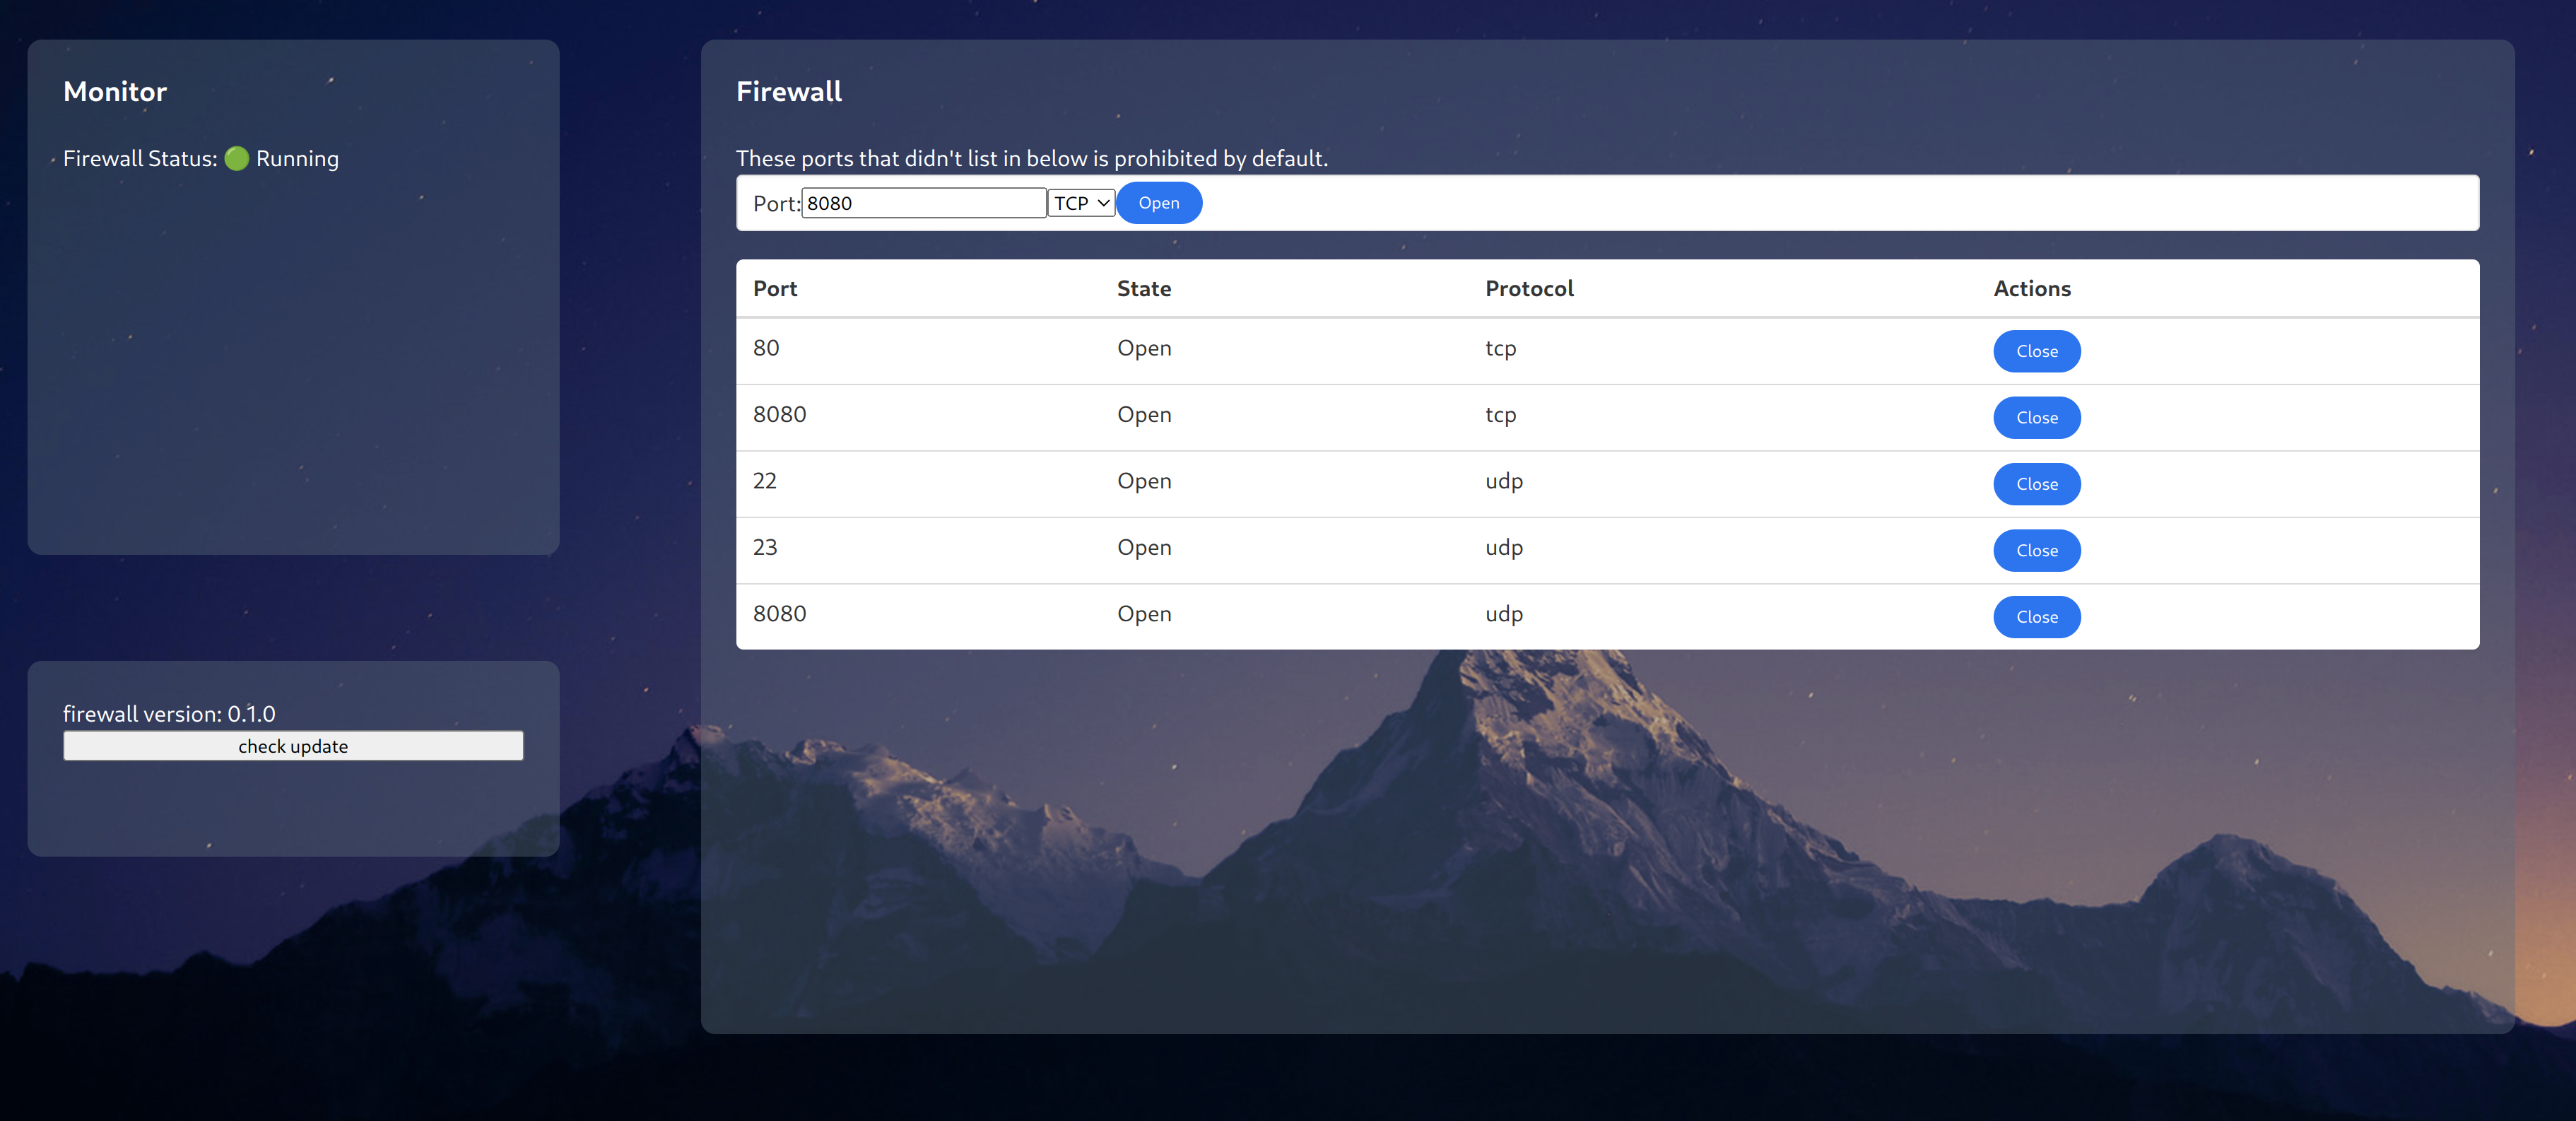 Monitor
Firewall Status: Running
firewall version: 0.1.0
check update
Firewall
These ports that didn't list in below is prohibited by default.
Port: 8080 TCP Open
Port State Protocol Actions
80 Open tcp Close
8080 Open tcp Close
22 Open udp Close
23 Open udp Close
8080 Open udp Close